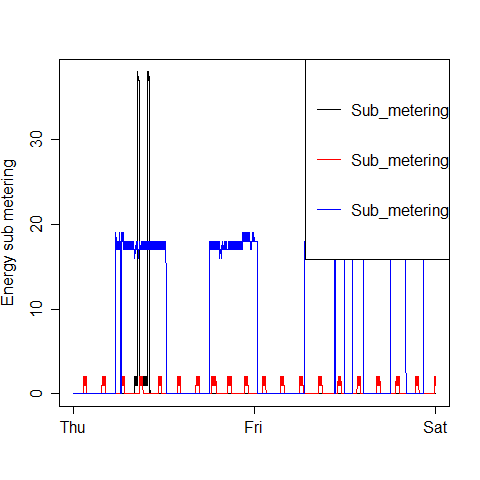 Energy sub metering
30
20
10
0
Sub_metering
Sub_metering
Sub_metering
Thu
Fri
Sat